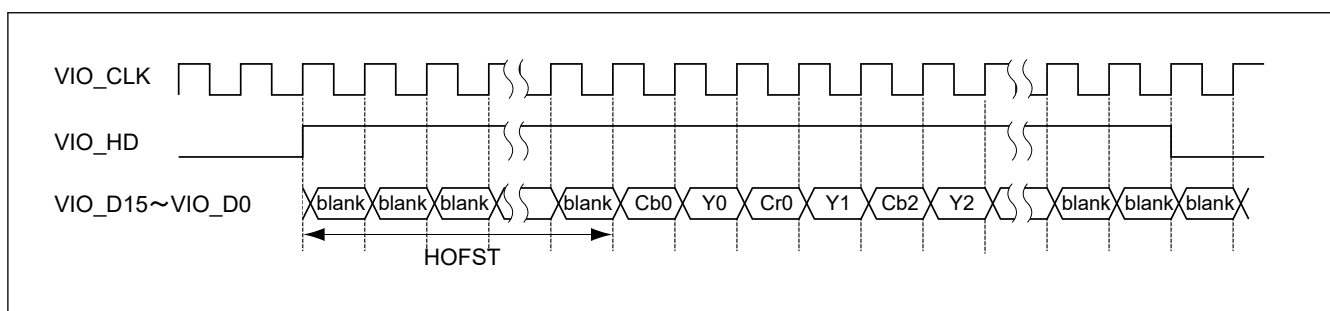 VIO_CLK
VIO_HD
VIO_D15～VIO_D0 blank blank blank blank Cb0 Y0 Cr0 Y1 Cb2 Y2 blank blank blank
HOFST